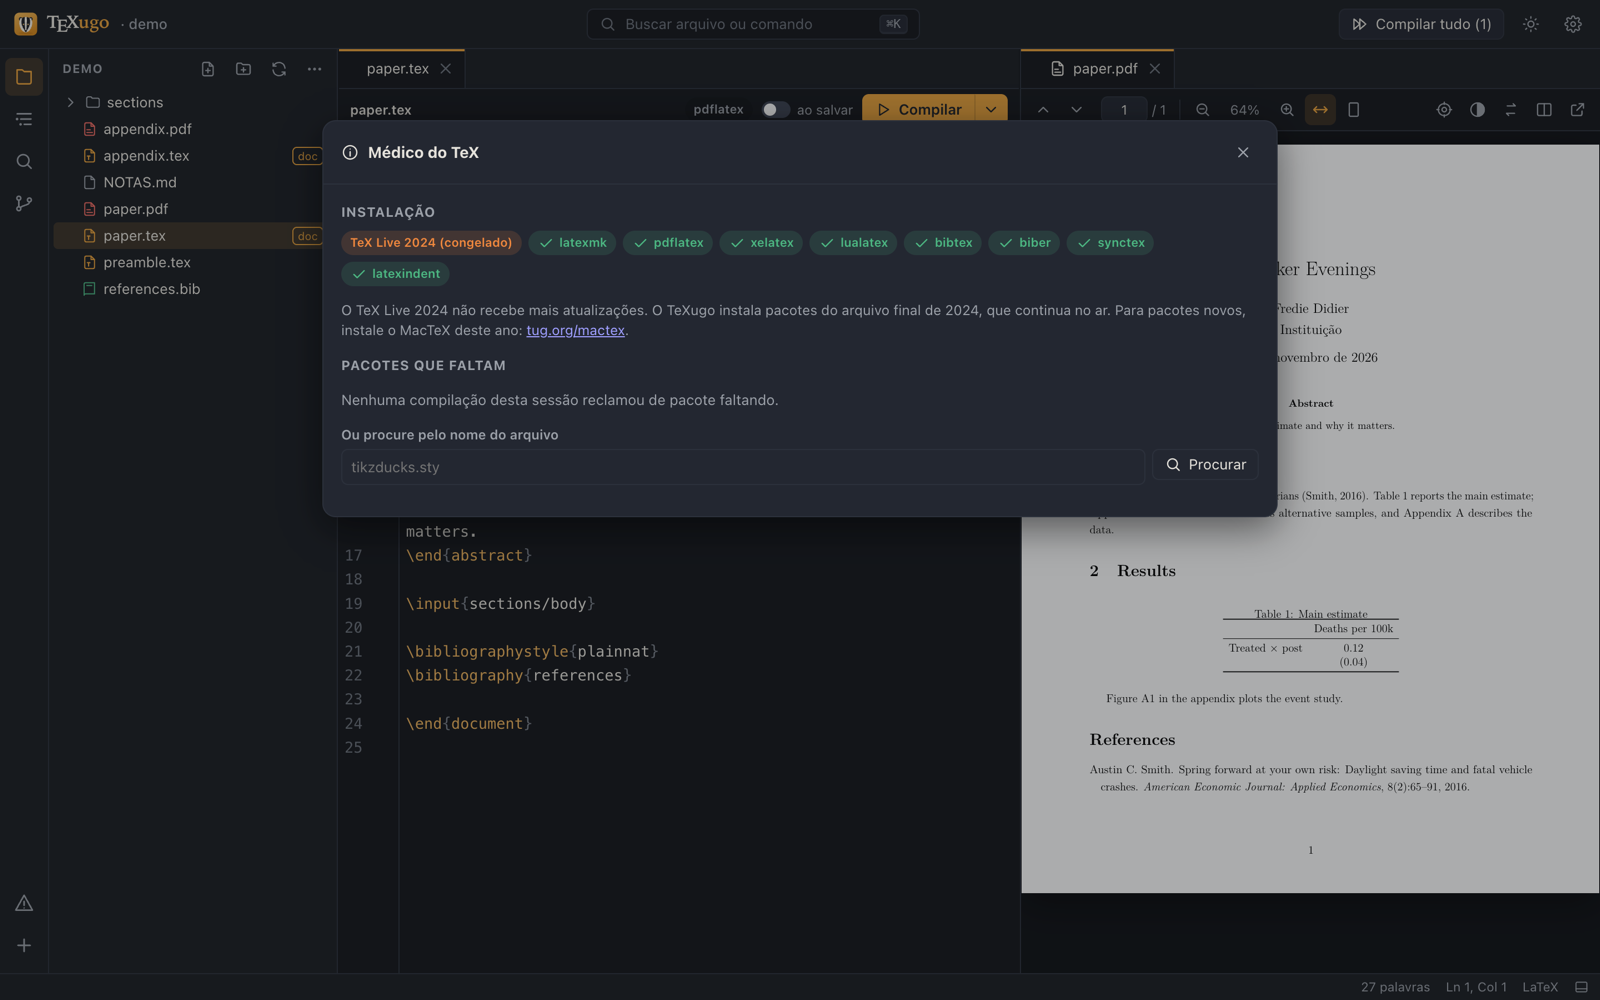 TEXugo · demo
Buscar arquivo ou comando ⌘K
Compilar tudo (1)
DEMO
sections
appendix.pdf
appendix.tex doc
NOTAS.md
paper.pdf
paper.tex doc
preamble.tex
references.bib
paper.tex
paper.tex pdflatex ao salvar Compilar
paper.pdf
1 / 1 64%
Médico do TeX
INSTALAÇÃO
TeX Live 2024 (congelado) latexmk pdflatex xelatex lualatex bibtex biber synctex
latexindent
O TeX Live 2024 não recebe mais atualizações. O TeXugo instala pacotes do arquivo final de 2024, que continua no ar. Para pacotes novos,
instale o MacTeX deste ano: tug.org/mactex.
PACOTES QUE FALTAM
Nenhuma compilação desta sessão reclamou de pacote faltando.
Ou procure pelo nome do arquivo
tikzducks.sty Procurar
matters.
17 \end{abstract}
18
19 \input{sections/body}
20
21 \bibliographystyle{plainnat}
22 \bibliography{references}
23
24 \end{document}
25
ker Evenings
Fredie Didier
Instituição
novembro de 2026
Abstract
imate and why it matters.
rians (Smith, 2016). Table 1 reports the main estimate;
alternative samples, and Appendix A describes the
data.
2 Results
Table 1: Main estimate
Deaths per 100k
Treated × post 0.12
(0.04)
Figure A1 in the appendix plots the event study.
References
Austin C. Smith. Spring forward at your own risk: Daylight saving time and fatal vehicle
crashes. American Economic Journal: Applied Economics, 8(2):65–91, 2016.
1
27 palavras Ln 1, Col 1 LaTeX